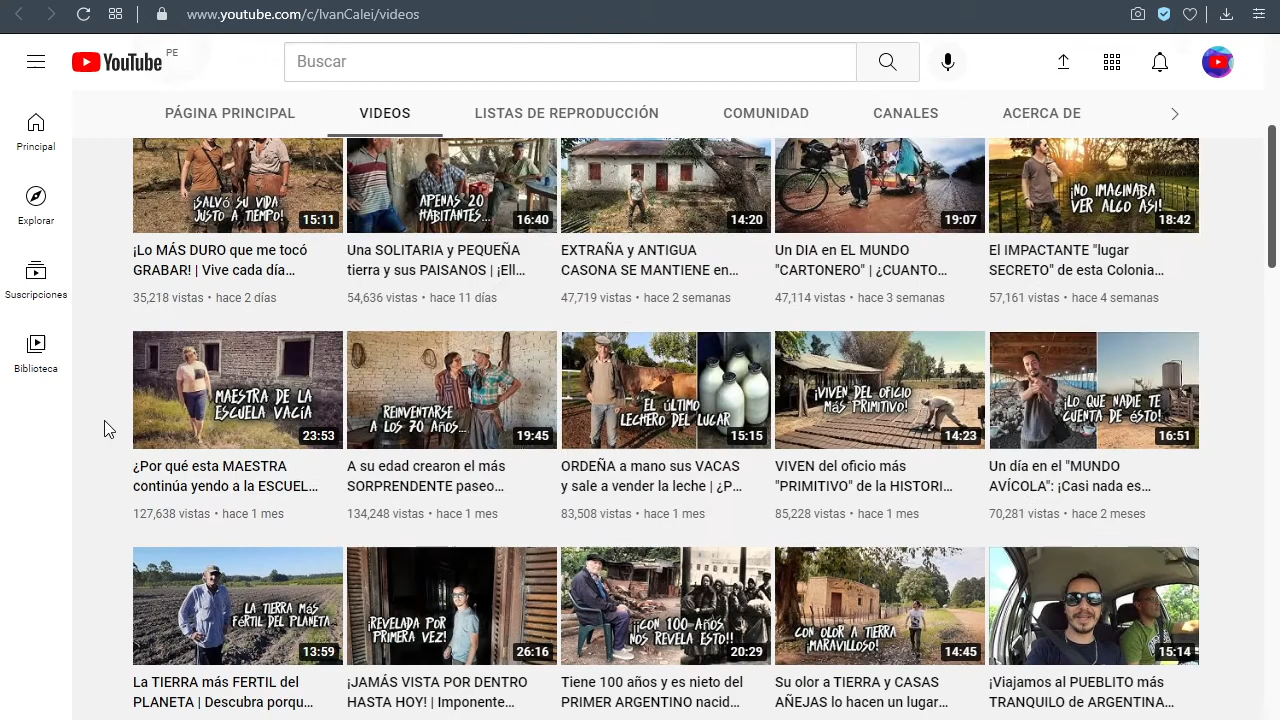 www.youtube.com/c/IvanCalei/videos
YouTube PE
Buscar
PÁGINA PRINCIPAL
VIDEOS
LISTAS DE REPRODUCCIÓN
COMUNIDAD
CANALES
ACERCA DE
Principal
Explorar
Suscripciones
Biblioteca
¡SALVÓ SU VIDA
JUSTO A TIEMPO!
15:11
APENAS 20
HABITANTES...
16:40
14:20
19:07
¡NO IMAGINABA
VER ALGO ASI!
18:42
¡Lo MÁS DURO que me tocó
GRABAR! | Vive cada día...
35,218 vistas • hace 2 días
Una SOLITARIA y PEQUEÑA
tierra y sus PAISANOS | ¡Ell...
54,636 vistas • hace 11 días
EXTRAÑA y ANTIGUA
CASONA SE MANTIENE en...
47,719 vistas • hace 2 semanas
Un DIA en EL MUNDO
"CARTONERO" | ¿CUANTO...
47,114 vistas • hace 3 semanas
El IMPACTANTE "lugar
SECRETO" de esta Colonia...
57,161 vistas • hace 4 semanas
MAESTRA DE LA
ESCUELA VACÍA
23:53
REINVENTARSE
A LOS 70 AÑOS...
19:45
EL ÚLTIMO
LECHERO DEL LUGAR
15:15
¡VIVEN DEL OFICIO
MÁS PRIMITIVO!
14:23
¡LO QUE NADIE TE
CUENTA DE ÉSTO!
16:51
¿Por qué esta MAESTRA
continúa yendo a la ESCUEL...
127,638 vistas • hace 1 mes
A su edad crearon el más
SORPRENDENTE paseo...
134,248 vistas • hace 1 mes
ORDEÑA a mano sus VACAS
y sale a vender la leche | ¿P...
83,508 vistas • hace 1 mes
VIVEN del oficio más
"PRIMITIVO" de la HISTORI...
85,228 vistas • hace 1 mes
Un día en el "MUNDO
AVÍCOLA": ¡Casi nada es...
70,281 vistas • hace 2 meses
LA TIERRA MÁS
FÉRTIL DEL PLANETA
13:59
¡REVELADA POR
PRIMERA VEZ!
26:16
¡¡CON 100 AÑOS
NOS REVELA ESTO!!
20:29
CON OLOR A TIERRA
¡MARAVILLOSO!
14:45
15:14
La TIERRA más FERTIL del
PLANETA | Descubra porqu...
¡JAMÁS VISTA POR DENTRO
HASTA HOY! | Imponente...
Tiene 100 años y es nieto del
PRIMER ARGENTINO nacid...
Su olor a TIERRA y CASAS
AÑEJAS lo hacen un lugar...
¡Viajamos al PUEBLITO más
TRANQUILO de ARGENTINA...